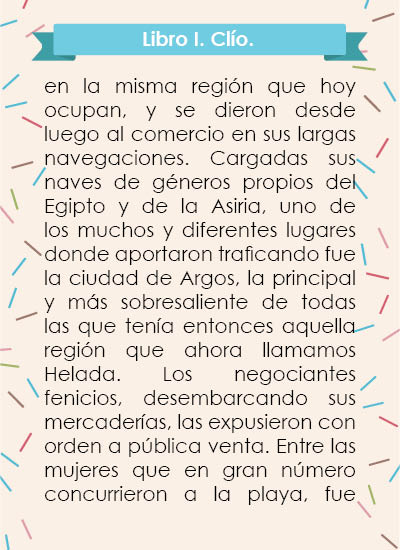 Libro I. Clío.
en la misma región que hoy
ocupan, y se dieron desde
luego al comercio en sus largas
navegaciones. Cargadas sus
naves de géneros propios del
Egipto y de la Asiria, uno de
los muchos y diferentes lugares
donde aportaron traficando fue
la ciudad de Argos, la principal
y más sobresaliente de todas
las que tenía entonces aquella
región que ahora llamamos
Helada. Los negociantes
fenicios, desembarcando sus
mercaderías, las expusieron con
orden a pública venta. Entre las
mujeres que en gran número
concurrieron a la playa, fue